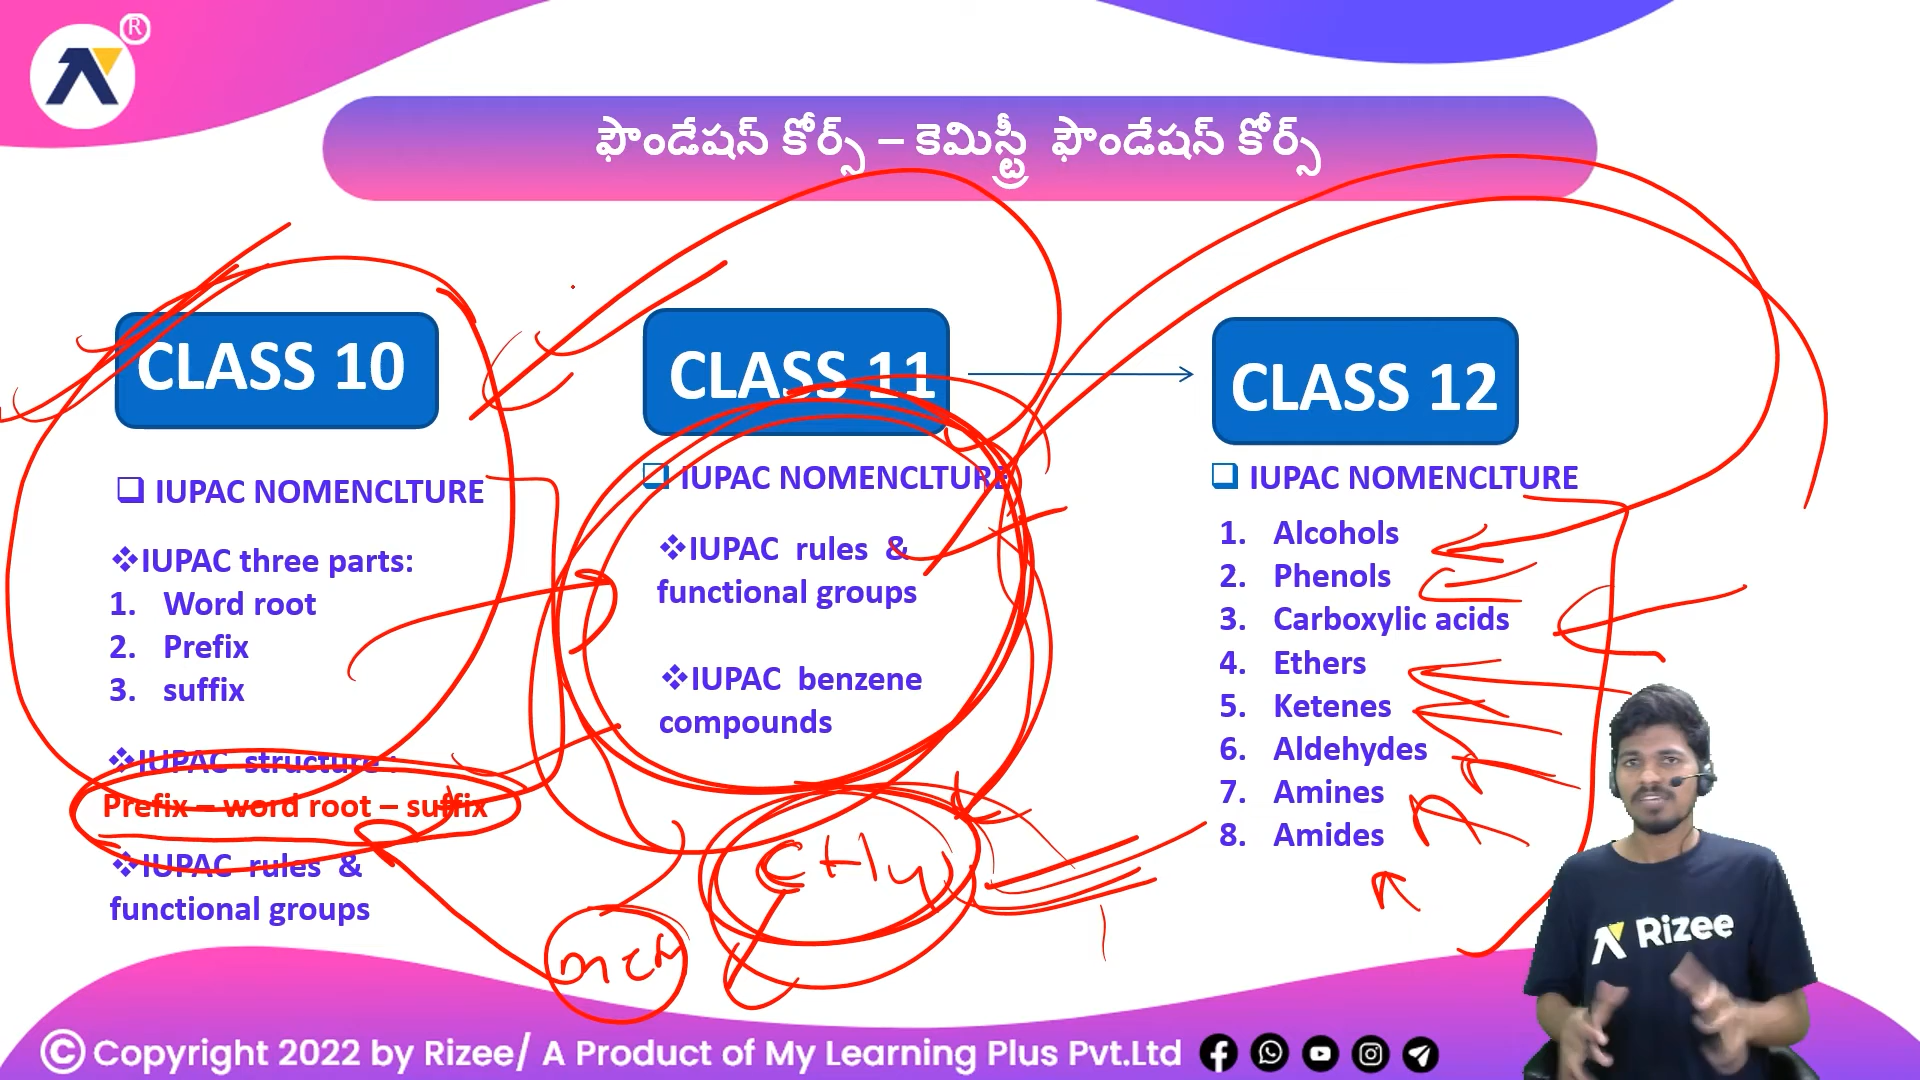 ®
ఫౌండేషన్ కోర్స్ – కెమిస్ట్రీ ఫౌండేషన్ కోర్స్
CLASS 10
❑ IUPAC NOMENCLTURE
❖IUPAC three parts:
1. Word root
2. Prefix
3. suffix
❖IUPAC structure :
Prefix – word root – suffix
❖IUPAC rules &
functional groups
CLASS 11
❑ IUPAC NOMENCLTURE
❖IUPAC rules &
functional groups
❖IUPAC benzene
compounds
CLASS 12
❑ IUPAC NOMENCLTURE
1. Alcohols
2. Phenols
3. Carboxylic acids
4. Ethers
5. Ketenes
6. Aldehydes
7. Amines
8. Amides
CH4
Rizee
© Copyright 2022 by Rizee/ A Product of My Learning Plus Pvt.Ltd